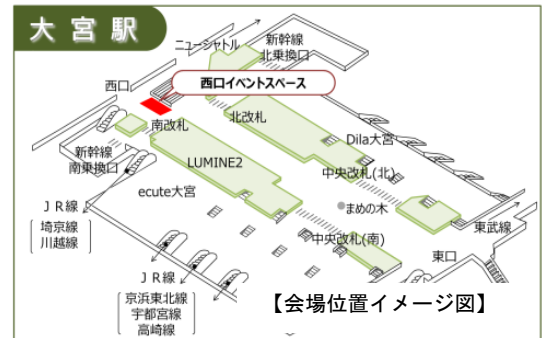 大宮駅
ニューシャトル
新幹線
北乗換口
西口
西口イベントスペース
南改札
北改札
Dila大宮
新幹線
南乗換口
LUMINE2
中央改札(北)
ecute大宮
まめの木
JR線
東武線
埼京線
川越線
中央改札(南)
東口
JR線
京浜東北線
宇都宮線
高崎線
【会場位置イメージ図】